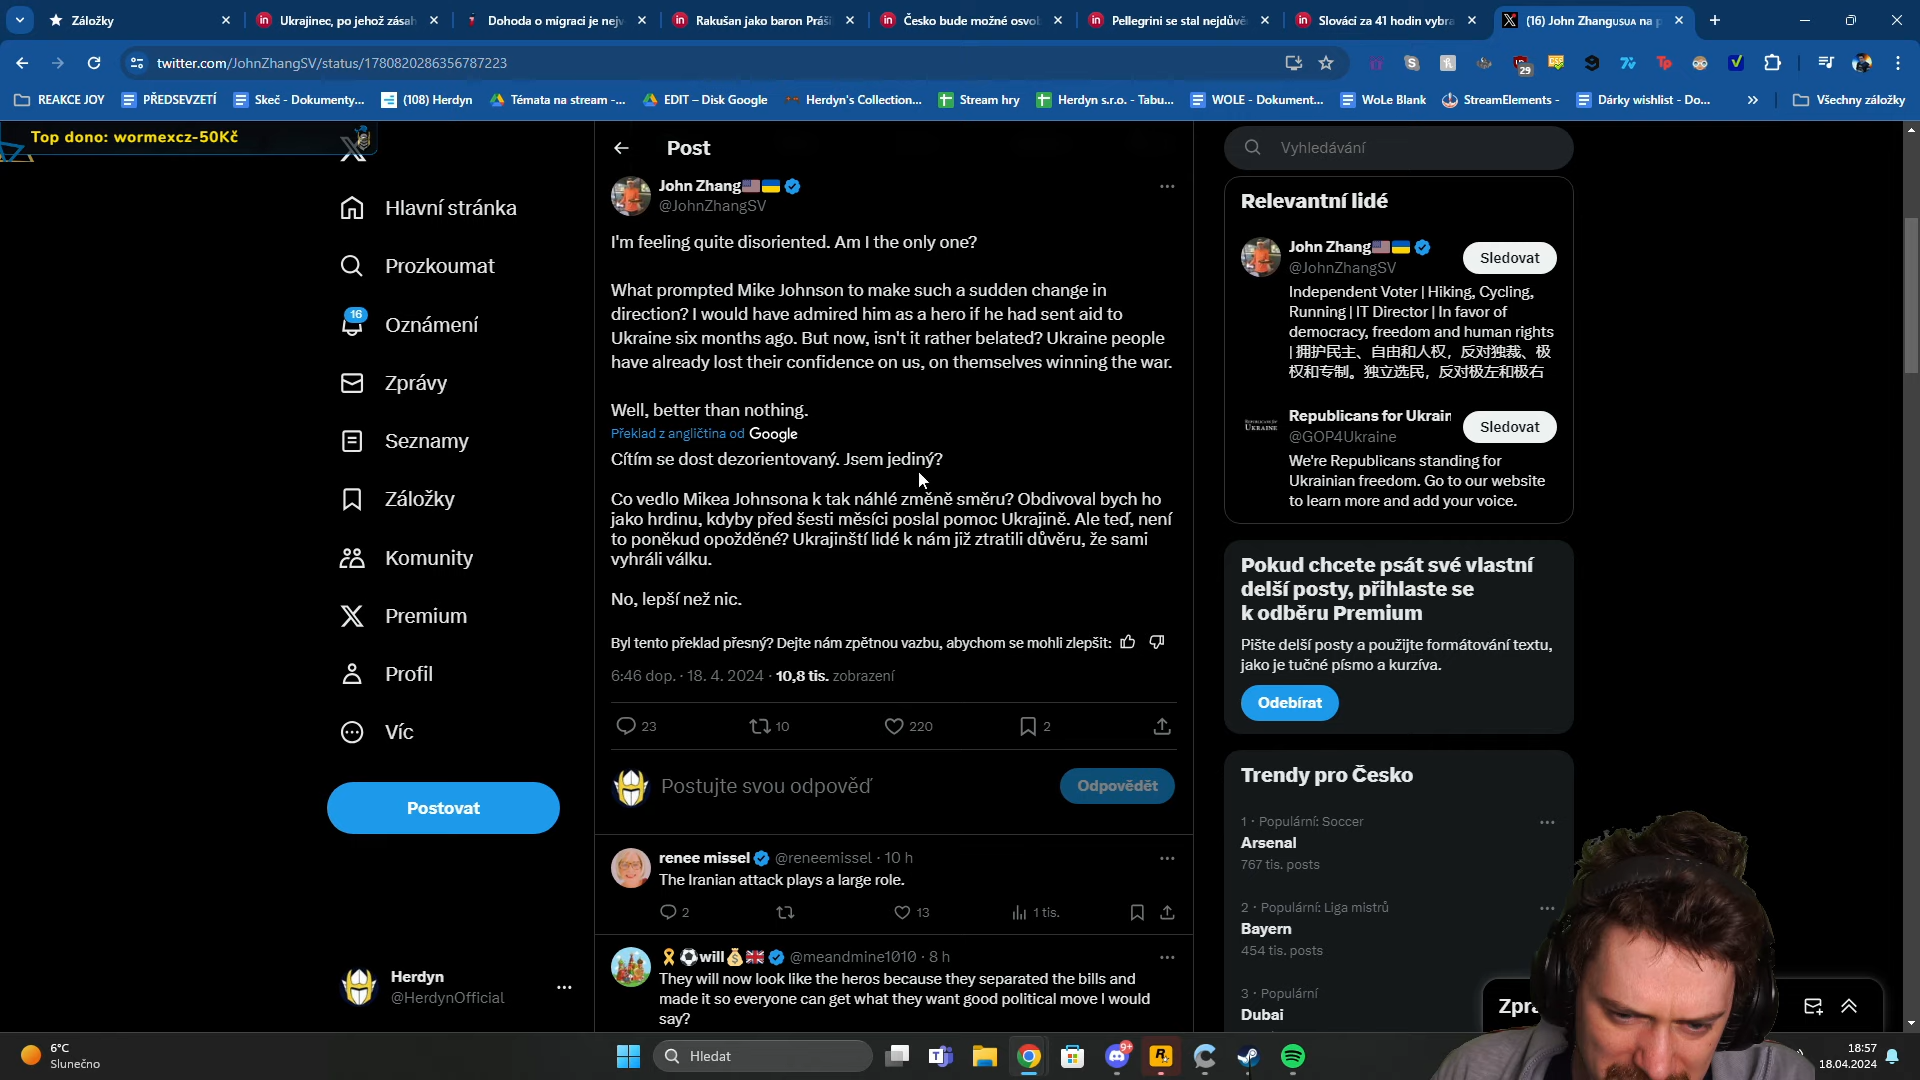 Záložky
Ukrajinec, po jehož zásah
Dohoda o migraci je nejv
Rakušan jako baron Práš
Česko bude možné osvob
Pellegrini se stal nejdůvě
Slováci za 41 hodin vybra
(16) John Zhang🇺🇸🇺🇦 na p
twitter.com/JohnZhangSV/status/1780820286356787223
29
REAKCE JOY
PŘEDSEVZETÍ
Skeč - Dokumenty...
(108) Herdyn
Témata na stream -...
EDIT – Disk Google
Herdyn's Collection...
Stream hry
Herdyn s.r.o. - Tabu...
WOLE - Dokument...
WoLe Blank
StreamElements -
Dárky wishlist - Do...
»
Všechny záložky
Top dono: wormexcz-50Kč
Hlavní stránka
Prozkoumat
16
Oznámení
Zprávy
Seznamy
Záložky
Komunity
Premium
Profil
Víc
Postovat
Herdyn
@HerdynOfficial
Post
John Zhang🇺🇸🇺🇦
@JohnZhangSV
I'm feeling quite disoriented. Am I the only one?
What prompted Mike Johnson to make such a sudden change in
direction? I would have admired him as a hero if he had sent aid to
Ukraine six months ago. But now, isn't it rather belated? Ukraine people
have already lost their confidence on us, on themselves winning the war.
Well, better than nothing.
Překlad z angličtina od Google
Cítím se dost dezorientovaný. Jsem jediný?
Co vedlo Mikea Johnsona k tak náhlé změně směru? Obdivoval bych ho
jako hrdinu, kdyby před šesti měsíci poslal pomoc Ukrajině. Ale teď, není
to poněkud opožděné? Ukrajinští lidé k nám již ztratili důvěru, že sami
vyhráli válku.
No, lepší než nic.
Byl tento překlad přesný? Dejte nám zpětnou vazbu, abychom se mohli zlepšit:
6:46 dop. · 18. 4. 2024 · 10,8 tis. zobrazení
23 10 220 2
Postujte svou odpověď
Odpovědět
renee missel @reneemissel · 10 h
The Iranian attack plays a large role.
2 13 1 tis.
🎗️⚽will💰🇬🇧 @meandmine1010 · 8 h
They will now look like the heros because they separated the bills and
made it so everyone can get what they want good political move I would
say?
Vyhledávání
Relevantní lidé
John Zhang🇺🇸🇺🇦
@JohnZhangSV
Sledovat
Independent Voter | Hiking, Cycling,
Running | IT Director | In favor of
democracy, freedom and human rights
| 拥护民主、自由和人权，反对独裁、极
权和专制。独立选民，反对极左和极右
Republicans for Ukrain
@GOP4Ukraine
Sledovat
We're Republicans standing for
Ukrainian freedom. Go to our website
to learn more and add your voice.
Pokud chcete psát své vlastní
delší posty, přihlaste se
k odběru Premium
Pište delší posty a použijte formátování textu,
jako je tučné písmo a kurzíva.
Odebírat
Trendy pro Česko
1 · Populární: Soccer
Arsenal
767 tis. posts
2 · Populární: Liga mistrů
Bayern
454 tis. posts
3 · Populární
Dubai
Zpr
6°C
Slunečno
Hledat
9+
18:57
18.04.2024